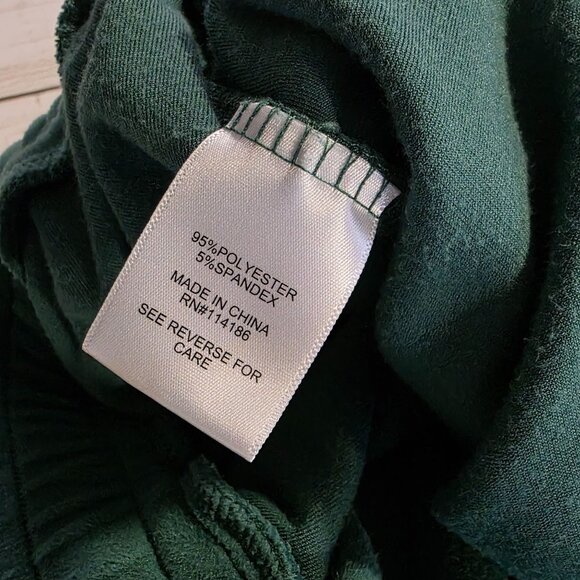 95%POLYESTER
5%SPANDEX
MADE IN CHINA
RN#114186
SEE REVERSE FOR
CARE